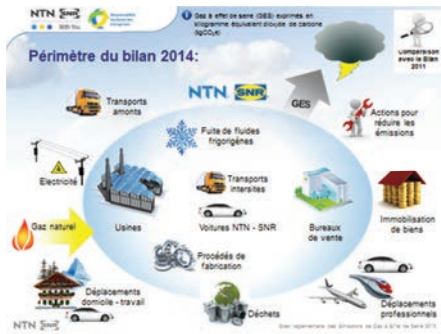 NTN SNR
With You
Gaz à effet de serre (GES) exprimés en
kilogramme équivalent dioxyde de carbone
(kgCO₂e)
Comparaison
avec le Bilan
2011
Périmètre du bilan 2014:
NTN SNR
GES
Transports
amonts
Fuite de fluides
frigorigènes
Actions pour
réduire les
émissions
Electricité
Transports
intersites
Usines
Voitures NTN - SNR
Bureaux
de vente
Immobilisation
de biens
Gaz naturel
Procédés de
fabrication
Déplacements
domicile - travail
Déchets
Déplacements
professionnels
NTN SNR